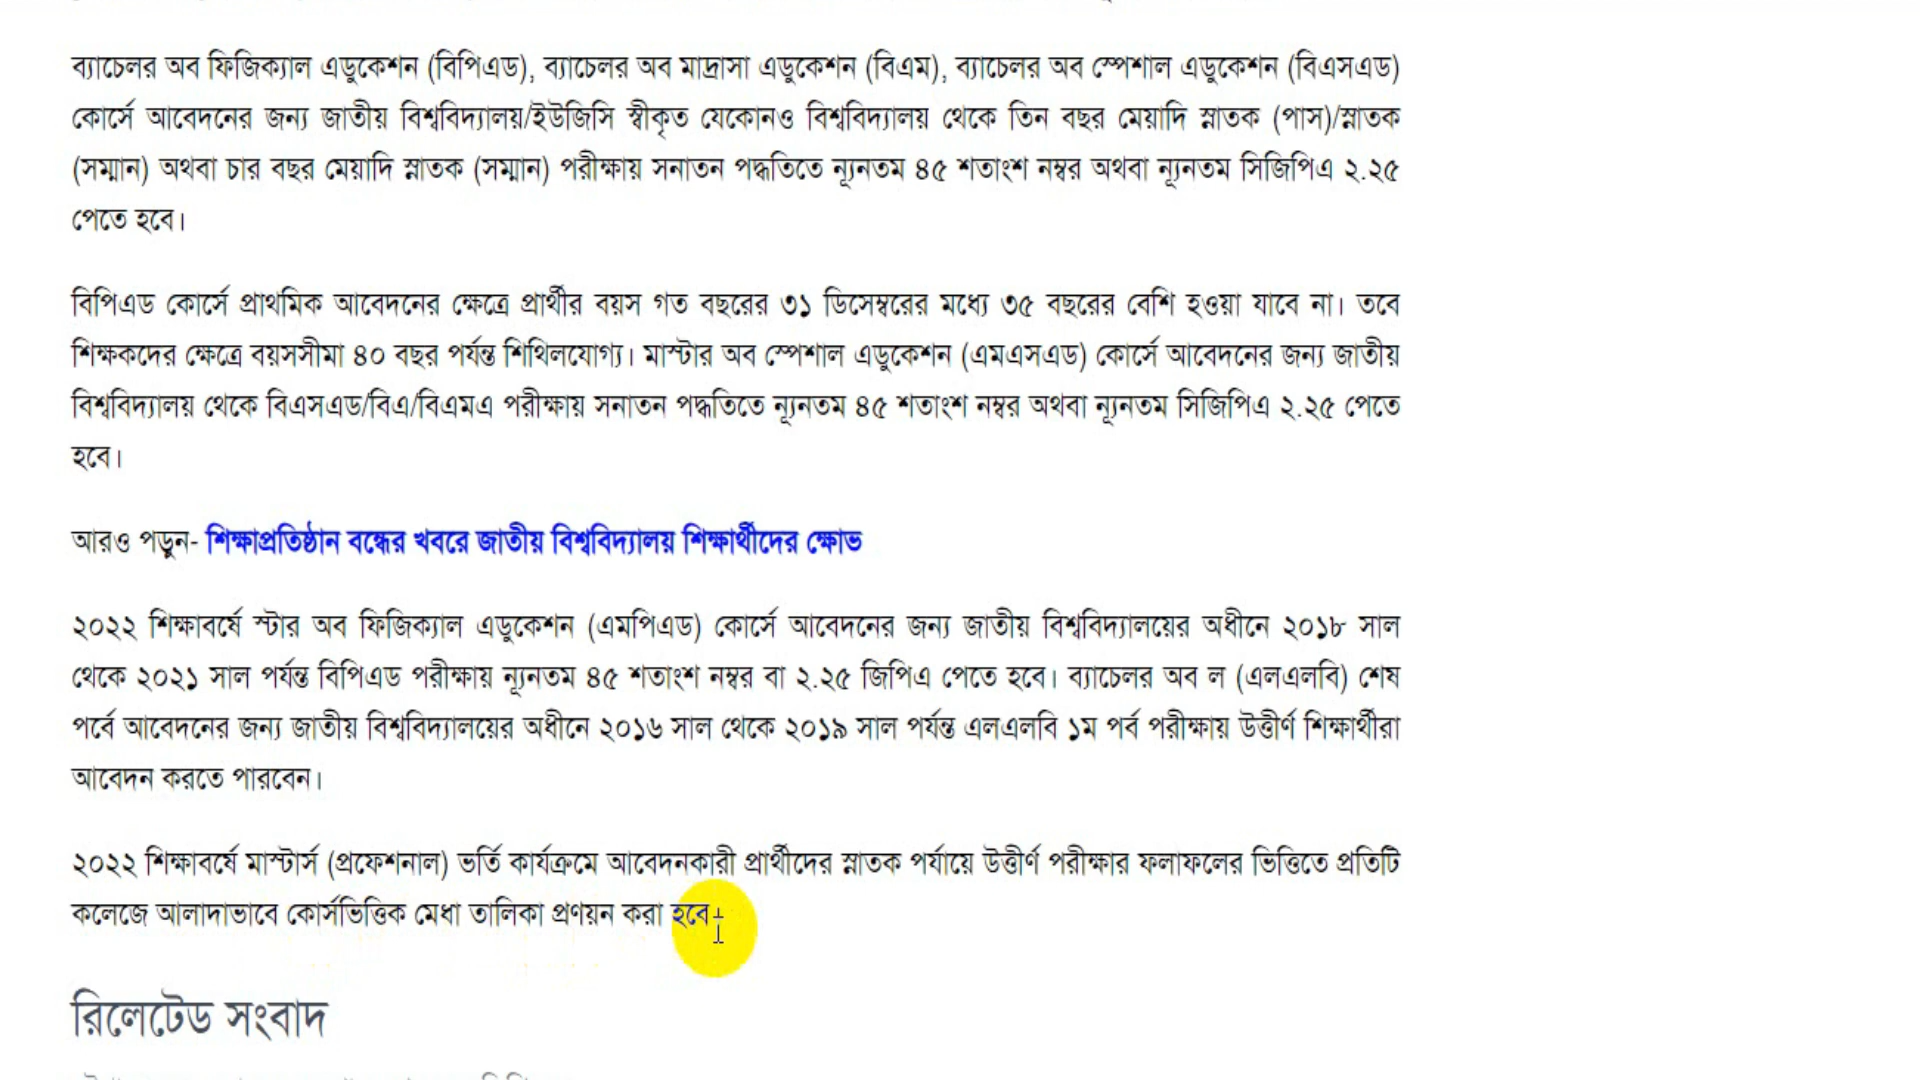 ব্যাচেলর অব ফিজিক্যাল এডুকেশন (বিপিএড), ব্যাচেলর অব মাদ্রাসা এডুকেশন (বিএম), ব্যাচেলর অব স্পেশাল এডুকেশন (বিএসএড)
কোর্সে আবেদনের জন্য জাতীয় বিশ্ববিদ্যালয়/ইউজিসি স্বীকৃত যেকোনও বিশ্ববিদ্যালয় থেকে তিন বছর মেয়াদি স্নাতক (পাস)/স্নাতক
(সম্মান) অথবা চার বছর মেয়াদি স্নাতক (সম্মান) পরীক্ষায় সনাতন পদ্ধতিতে ন্যূনতম ৪৫ শতাংশ নম্বর অথবা ন্যূনতম সিজিপিএ ২.২৫
পেতে হবে।
বিপিএড কোর্সে প্রাথমিক আবেদনের ক্ষেত্রে প্রার্থীর বয়স গত বছরের ৩১ ডিসেম্বরের মধ্যে ৩৫ বছরের বেশি হওয়া যাবে না। তবে
শিক্ষকদের ক্ষেত্রে বয়সসীমা ৪০ বছর পর্যন্ত শিথিলযোগ্য। মাস্টার অব স্পেশাল এডুকেশন (এমএসএড) কোর্সে আবেদনের জন্য জাতীয়
বিশ্ববিদ্যালয় থেকে বিএসএড/বিএ/বিএমএ পরীক্ষায় সনাতন পদ্ধতিতে ন্যূনতম ৪৫ শতাংশ নম্বর অথবা ন্যূনতম সিজিপিএ ২.২৫ পেতে
হবে।
আরও পড়ুন- শিক্ষাপ্রতিষ্ঠান বন্ধের খবরে জাতীয় বিশ্ববিদ্যালয় শিক্ষার্থীদের ক্ষোভ
২০২২ শিক্ষাবর্ষে স্টার অব ফিজিক্যাল এডুকেশন (এমপিএড) কোর্সে আবেদনের জন্য জাতীয় বিশ্ববিদ্যালয়ের অধীনে ২০১৮ সাল
থেকে ২০২১ সাল পর্যন্ত বিপিএড পরীক্ষায় ন্যূনতম ৪৫ শতাংশ নম্বর বা ২.২৫ জিপিএ পেতে হবে। ব্যাচেলর অব ল (এলএলবি) শেষ
পর্বে আবেদনের জন্য জাতীয় বিশ্ববিদ্যালয়ের অধীনে ২০১৬ সাল থেকে ২০১৯ সাল পর্যন্ত এলএলবি ১ম পর্ব পরীক্ষায় উত্তীর্ণ শিক্ষার্থীরা
আবেদন করতে পারবেন।
২০২২ শিক্ষাবর্ষে মাস্টার্স (প্রফেশনাল) ভর্তি কার্যক্রমে আবেদনকারী প্রার্থীদের স্নাতক পর্যায়ে উত্তীর্ণ পরীক্ষার ফলাফলের ভিত্তিতে প্রতিটি
কলেজে আলাদাভাবে কোর্সভিত্তিক মেধা তালিকা প্রণয়ন করা হবে।
রিলেটেড সংবাদ